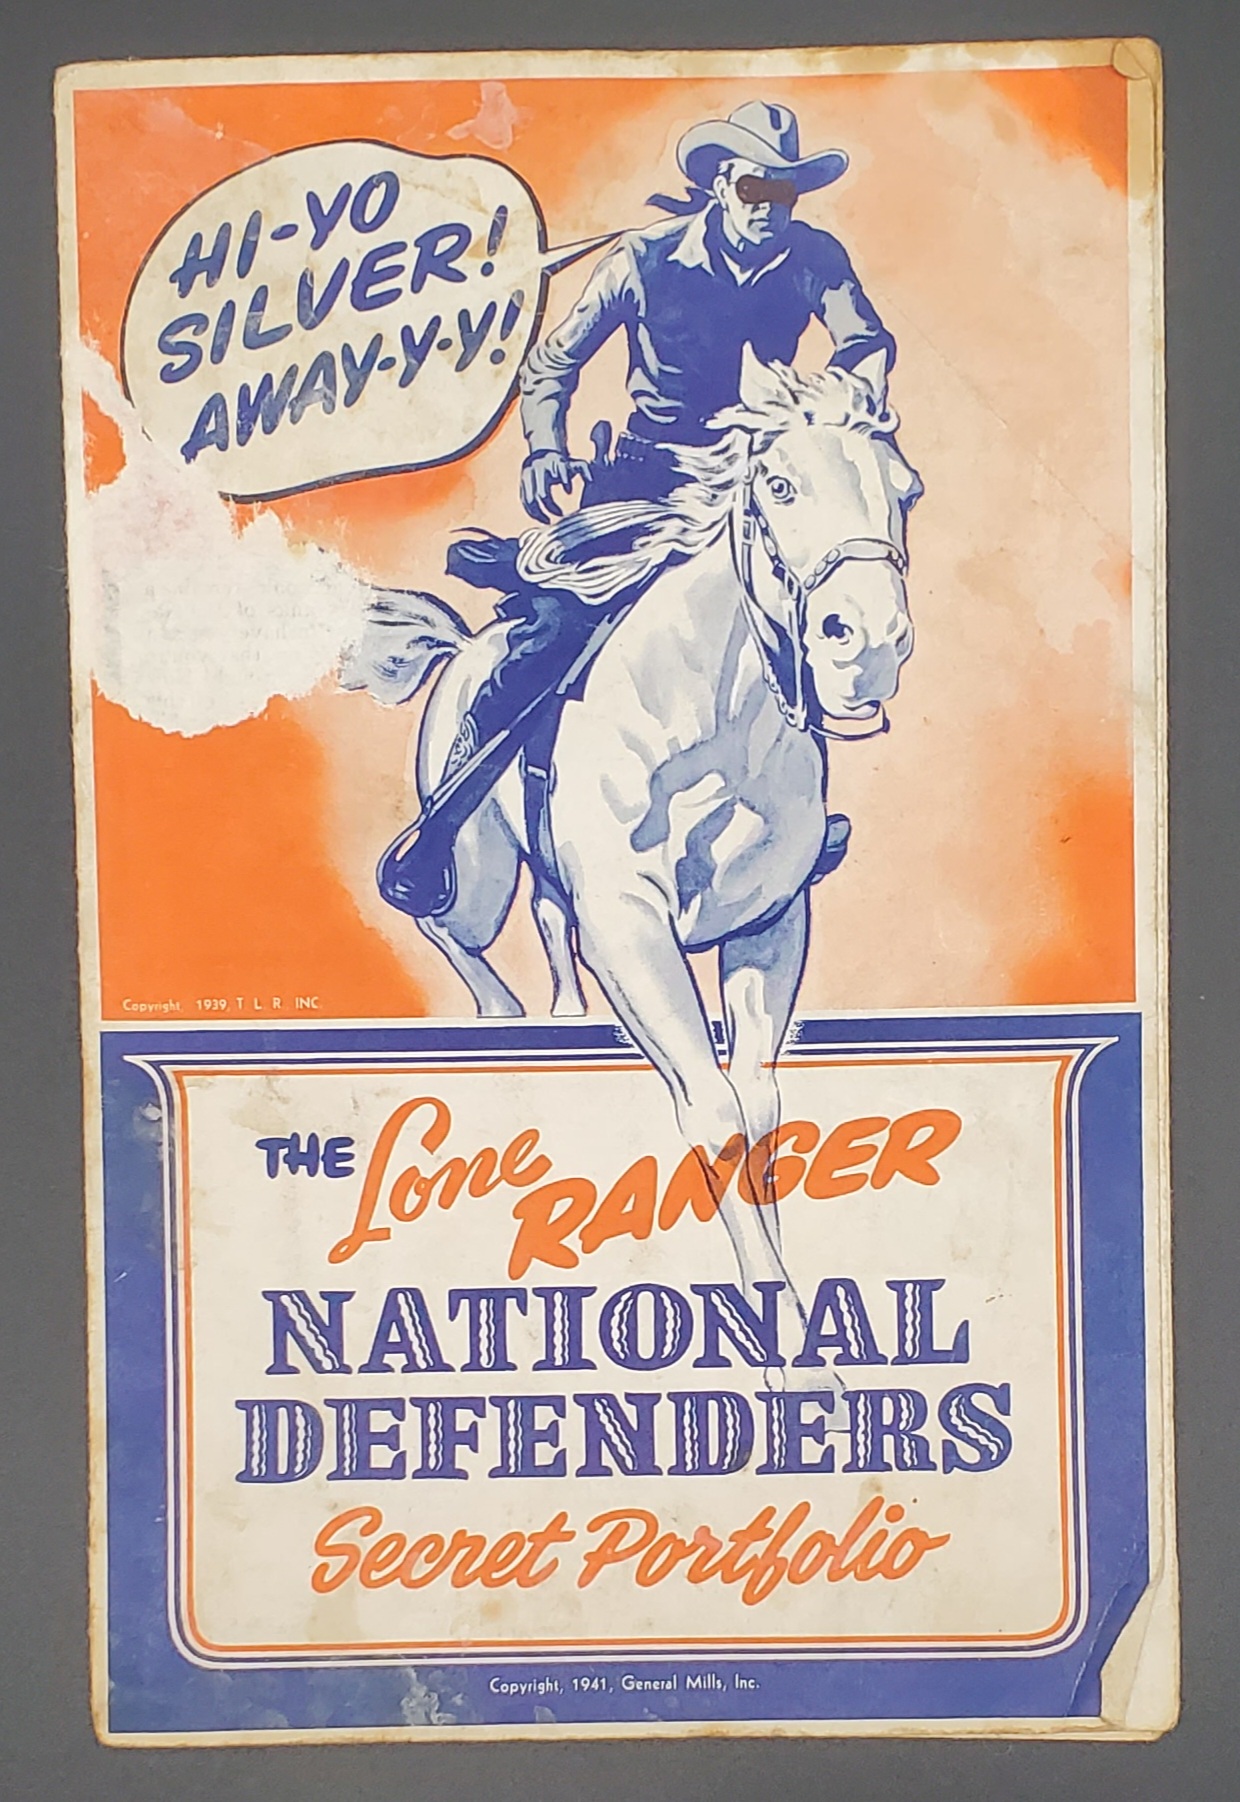 HI-YO
SILVER!
AWAY-Y-Y!
Copyright, 1939, T L R. INC.
THE Lone RANGER
NATIONAL
DEFENDERS
Secret Portfolio
Copyright, 1941, General Mills, Inc.